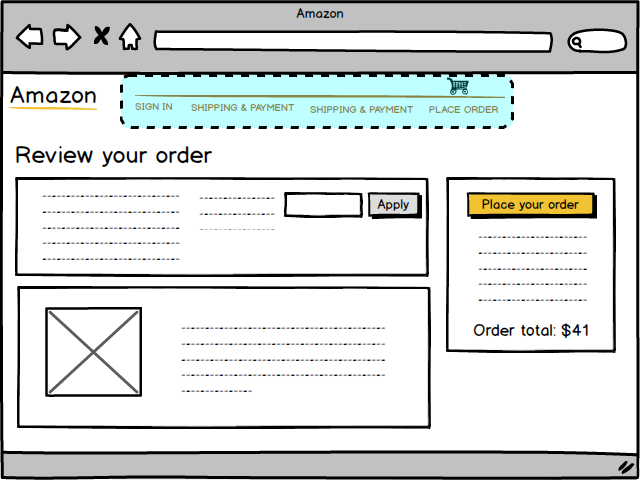 Amazon
Amazon
SIGN IN SHIPPING & PAYMENT SHIPPING & PAYMENT PLACE ORDER
Review your order
Apply
Place your order
Order total: $41